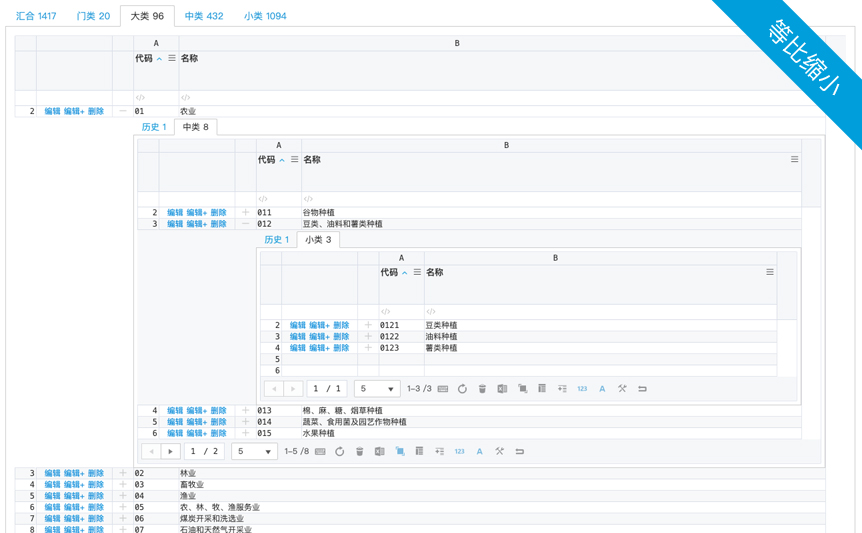 汇合 1417 门类 20 大类 96 中类 432 小类 1094
等比缩小
A B
代码 名称
</> </>
2 编辑 编辑+ 删除 01 农业
历史 1 中类 8
A B
代码 名称
</> </>
2 编辑 编辑+ 删除 011 谷物种植
3 编辑 编辑+ 删除 012 豆类、油料和薯类种植
历史 1 小类 3
A B
代码 名称
</> </>
2 编辑 编辑+ 删除 0121 豆类种植
3 编辑 编辑+ 删除 0122 油料种植
4 编辑 编辑+ 删除 0123 薯类种植
5
6
1 / 1 5 1-3 /3 123 A
4 编辑 编辑+ 删除 013 棉、麻、糖、烟草种植
5 编辑 编辑+ 删除 014 蔬菜、食用菌及园艺作物种植
6 编辑 编辑+ 删除 015 水果种植
1 / 2 5 1-5 /8 123 A
3 编辑 编辑+ 删除 02 林业
4 编辑 编辑+ 删除 03 畜牧业
5 编辑 编辑+ 删除 04 渔业
6 编辑 编辑+ 删除 05 农、林、牧、渔服务业
7 编辑 编辑+ 删除 06 煤炭开采和洗选业
8 编辑 编辑+ 删除 07 石油和天然气开采业